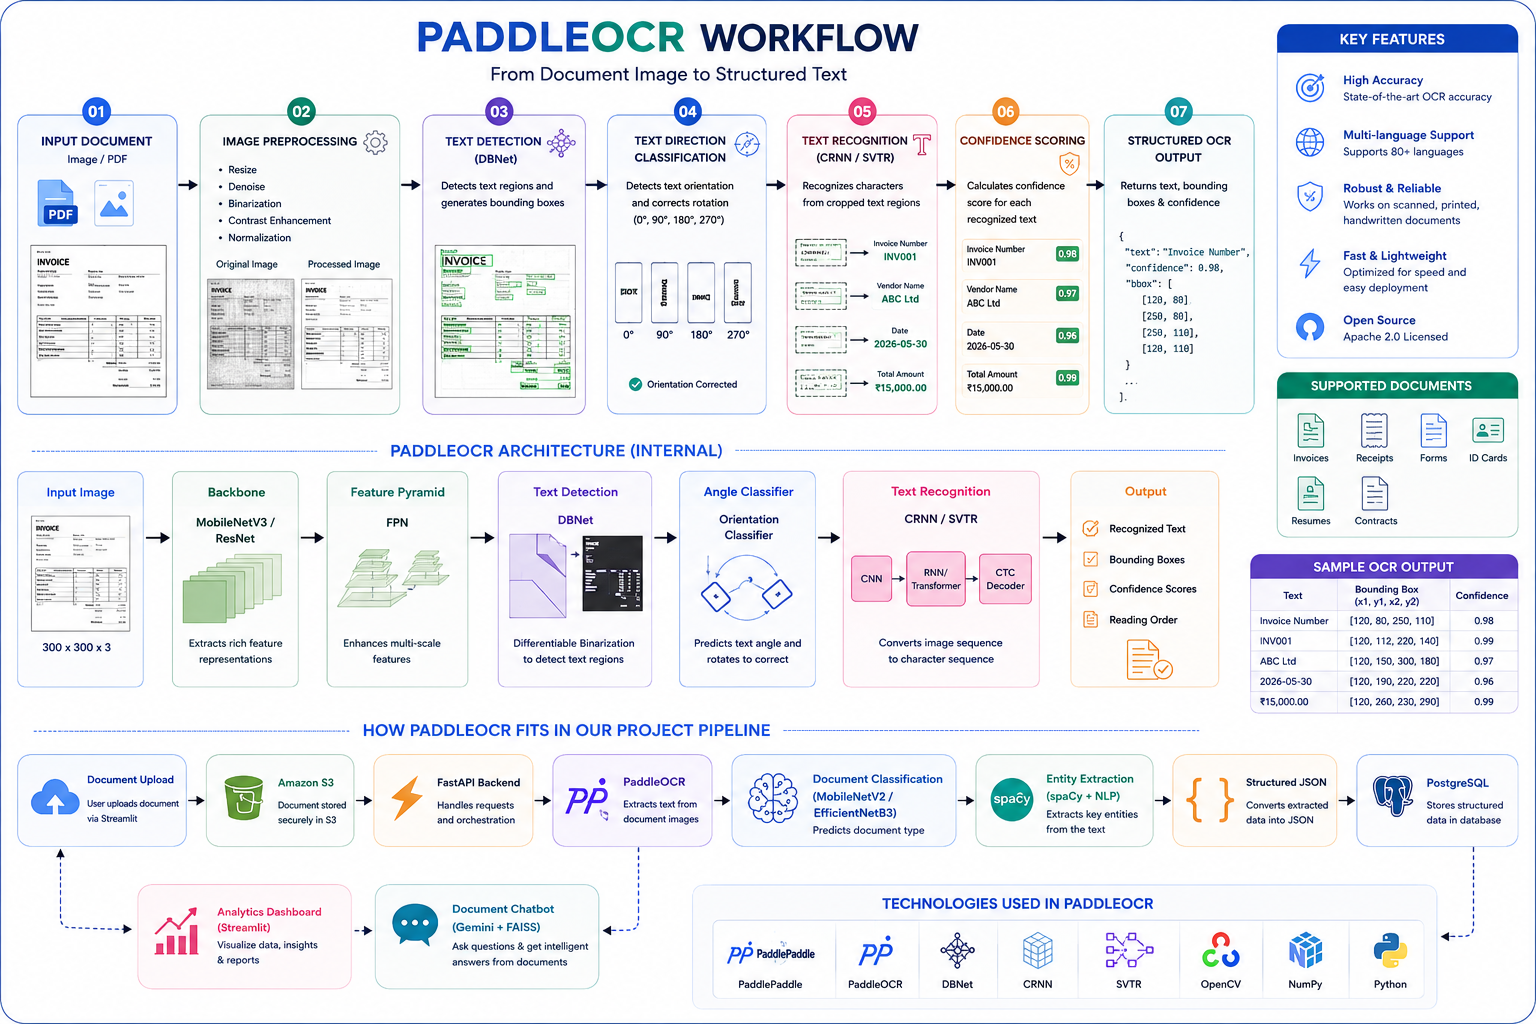 PADDLEOCR WORKFLOW
From Document Image to Structured Text
01
INPUT DOCUMENT
Image / PDF
PDF
INVOICE
02
IMAGE PREPROCESSING
• Resize
• Denoise
• Binarization
• Contrast Enhancement
• Normalization
Original Image
Processed Image
INVOICE
INVOICE
03
TEXT DETECTION
(DBNet)
Detects text regions and
generates bounding boxes
INVOICE
04
TEXT DIRECTION
CLASSIFICATION
Detects text orientation
and corrects rotation
(0°, 90°, 180°, 270°)
0°
90°
180°
270°
Orientation Corrected
05
TEXT RECOGNITION
(CRNN / SVTR)
Recognizes characters
from cropped text regions
Invoice Number
INV001
Vendor Name
ABC Ltd
Date
2026-05-30
Total Amount
₹15,000.00
06
CONFIDENCE SCORING
%
Calculates confidence
score for each
recognized text
Invoice Number
INV001
0.98
Vendor Name
ABC Ltd
0.97
Date
2026-05-30
0.96
Total Amount
₹15,000.00
0.99
07
STRUCTURED OCR
OUTPUT
Returns text, bounding
boxes & confidence
{
"text": "Invoice Number",
"confidence": 0.98,
"bbox": [
[120, 80],
[250, 80],
[250, 110],
[120, 110]
}
...
].
KEY FEATURES
High Accuracy
State-of-the-art OCR accuracy
Multi-language Support
Supports 80+ languages
%
Robust & Reliable
Works on scanned, printed,
handwritten documents
Fast & Lightweight
Optimized for speed and
easy deployment
Open Source
Apache 2.0 Licensed
SUPPORTED DOCUMENTS
Invoices
Receipts
Forms
ID Cards
Resumes
Contracts
PADDLEOCR ARCHITECTURE (INTERNAL)
Input Image
INVOICE
300 x 300 x 3
Backbone
MobileNetV3 /
ResNet
Extracts rich feature
representations
Feature Pyramid
FPN
Enhances multi-scale
features
Text Detection
DBNet
Differentiable Binarization
to detect text regions
Angle Classifier
Orientation
Classifier
Predicts text angle and
rotates to correct
Text Recognition
CRNN / SVTR
CNN
RNN/
Transformer
CTC
Decoder
Converts image sequence
to character sequence
Output
Recognized Text
Bounding Boxes
Confidence Scores
Reading Order
SAMPLE OCR OUTPUT
Text
Bounding Box
(x1, y1, x2, y2)
Confidence
Invoice Number [120, 80, 250, 110] 0.98
INV001 [120, 112, 220, 140] 0.99
ABC Ltd [120, 150, 300, 180] 0.97
2026-05-30 [120, 190, 220, 220] 0.96
₹15,000.00 [120, 260, 230, 290] 0.99
HOW PADDLEOCR FITS IN OUR PROJECT PIPELINE
Document Upload
User uploads document
via Streamlit
Amazon S3
Document stored
securely in S3
FastAPI Backend
Handles requests
and orchestration
PP
PaddleOCR
Extracts text from
document images
Document Classification
(MobileNetV2 /
EfficientNetB3)
Predicts document type
spaCy
Entity Extraction
(spaCy + NLP)
Extracts key entities
from the text
{ }
Structured JSON
Converts extracted
data into JSON
PostgreSQL
Stores structured
data in database
Analytics Dashboard
(Streamlit)
Visualize data, insights
& reports
Document Chatbot
(Gemini + FAISS)
Ask questions & get intelligent
answers from documents
TECHNOLOGIES USED IN PADDLEOCR
PP PaddlePaddle
PaddlePaddle
PP
PaddleOCR
DBNet
CRNN
SVTR
OpenCV
N
NumPy
Python